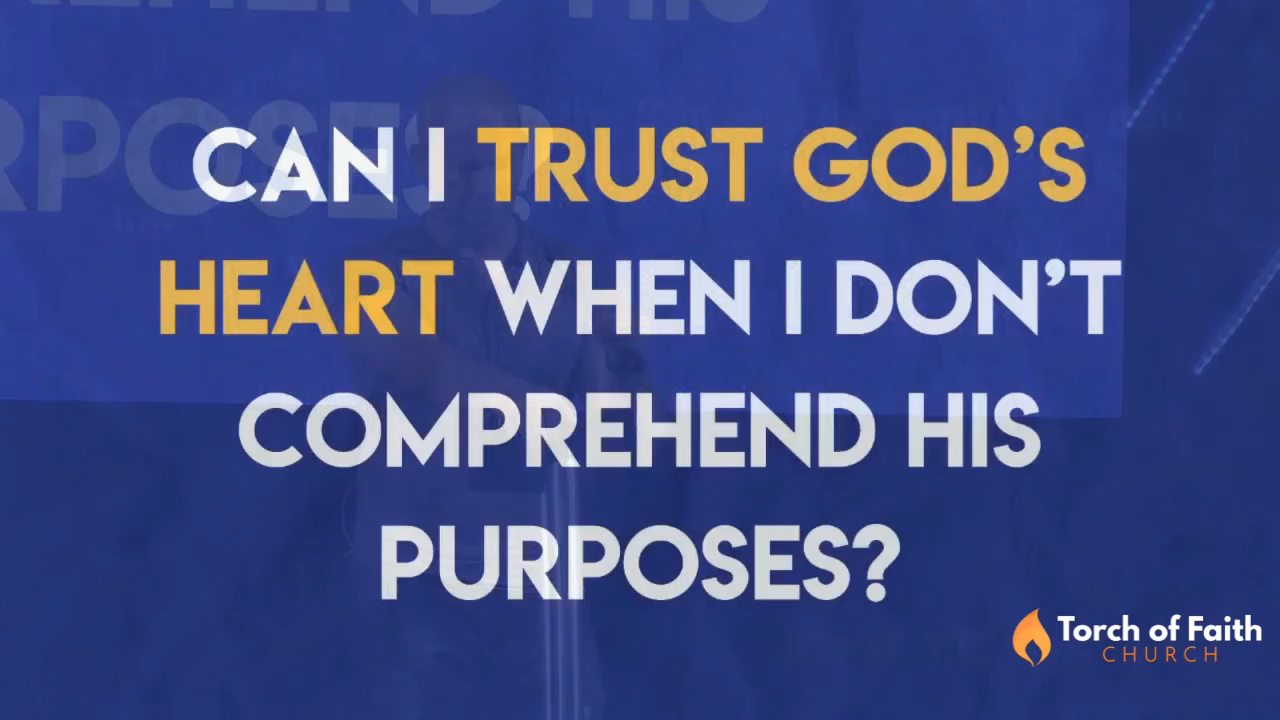 CAN I TRUST GOD'S
HEART WHEN I DON'T
COMPREHEND HIS
PURPOSES?
Torch of Faith
CHURCH